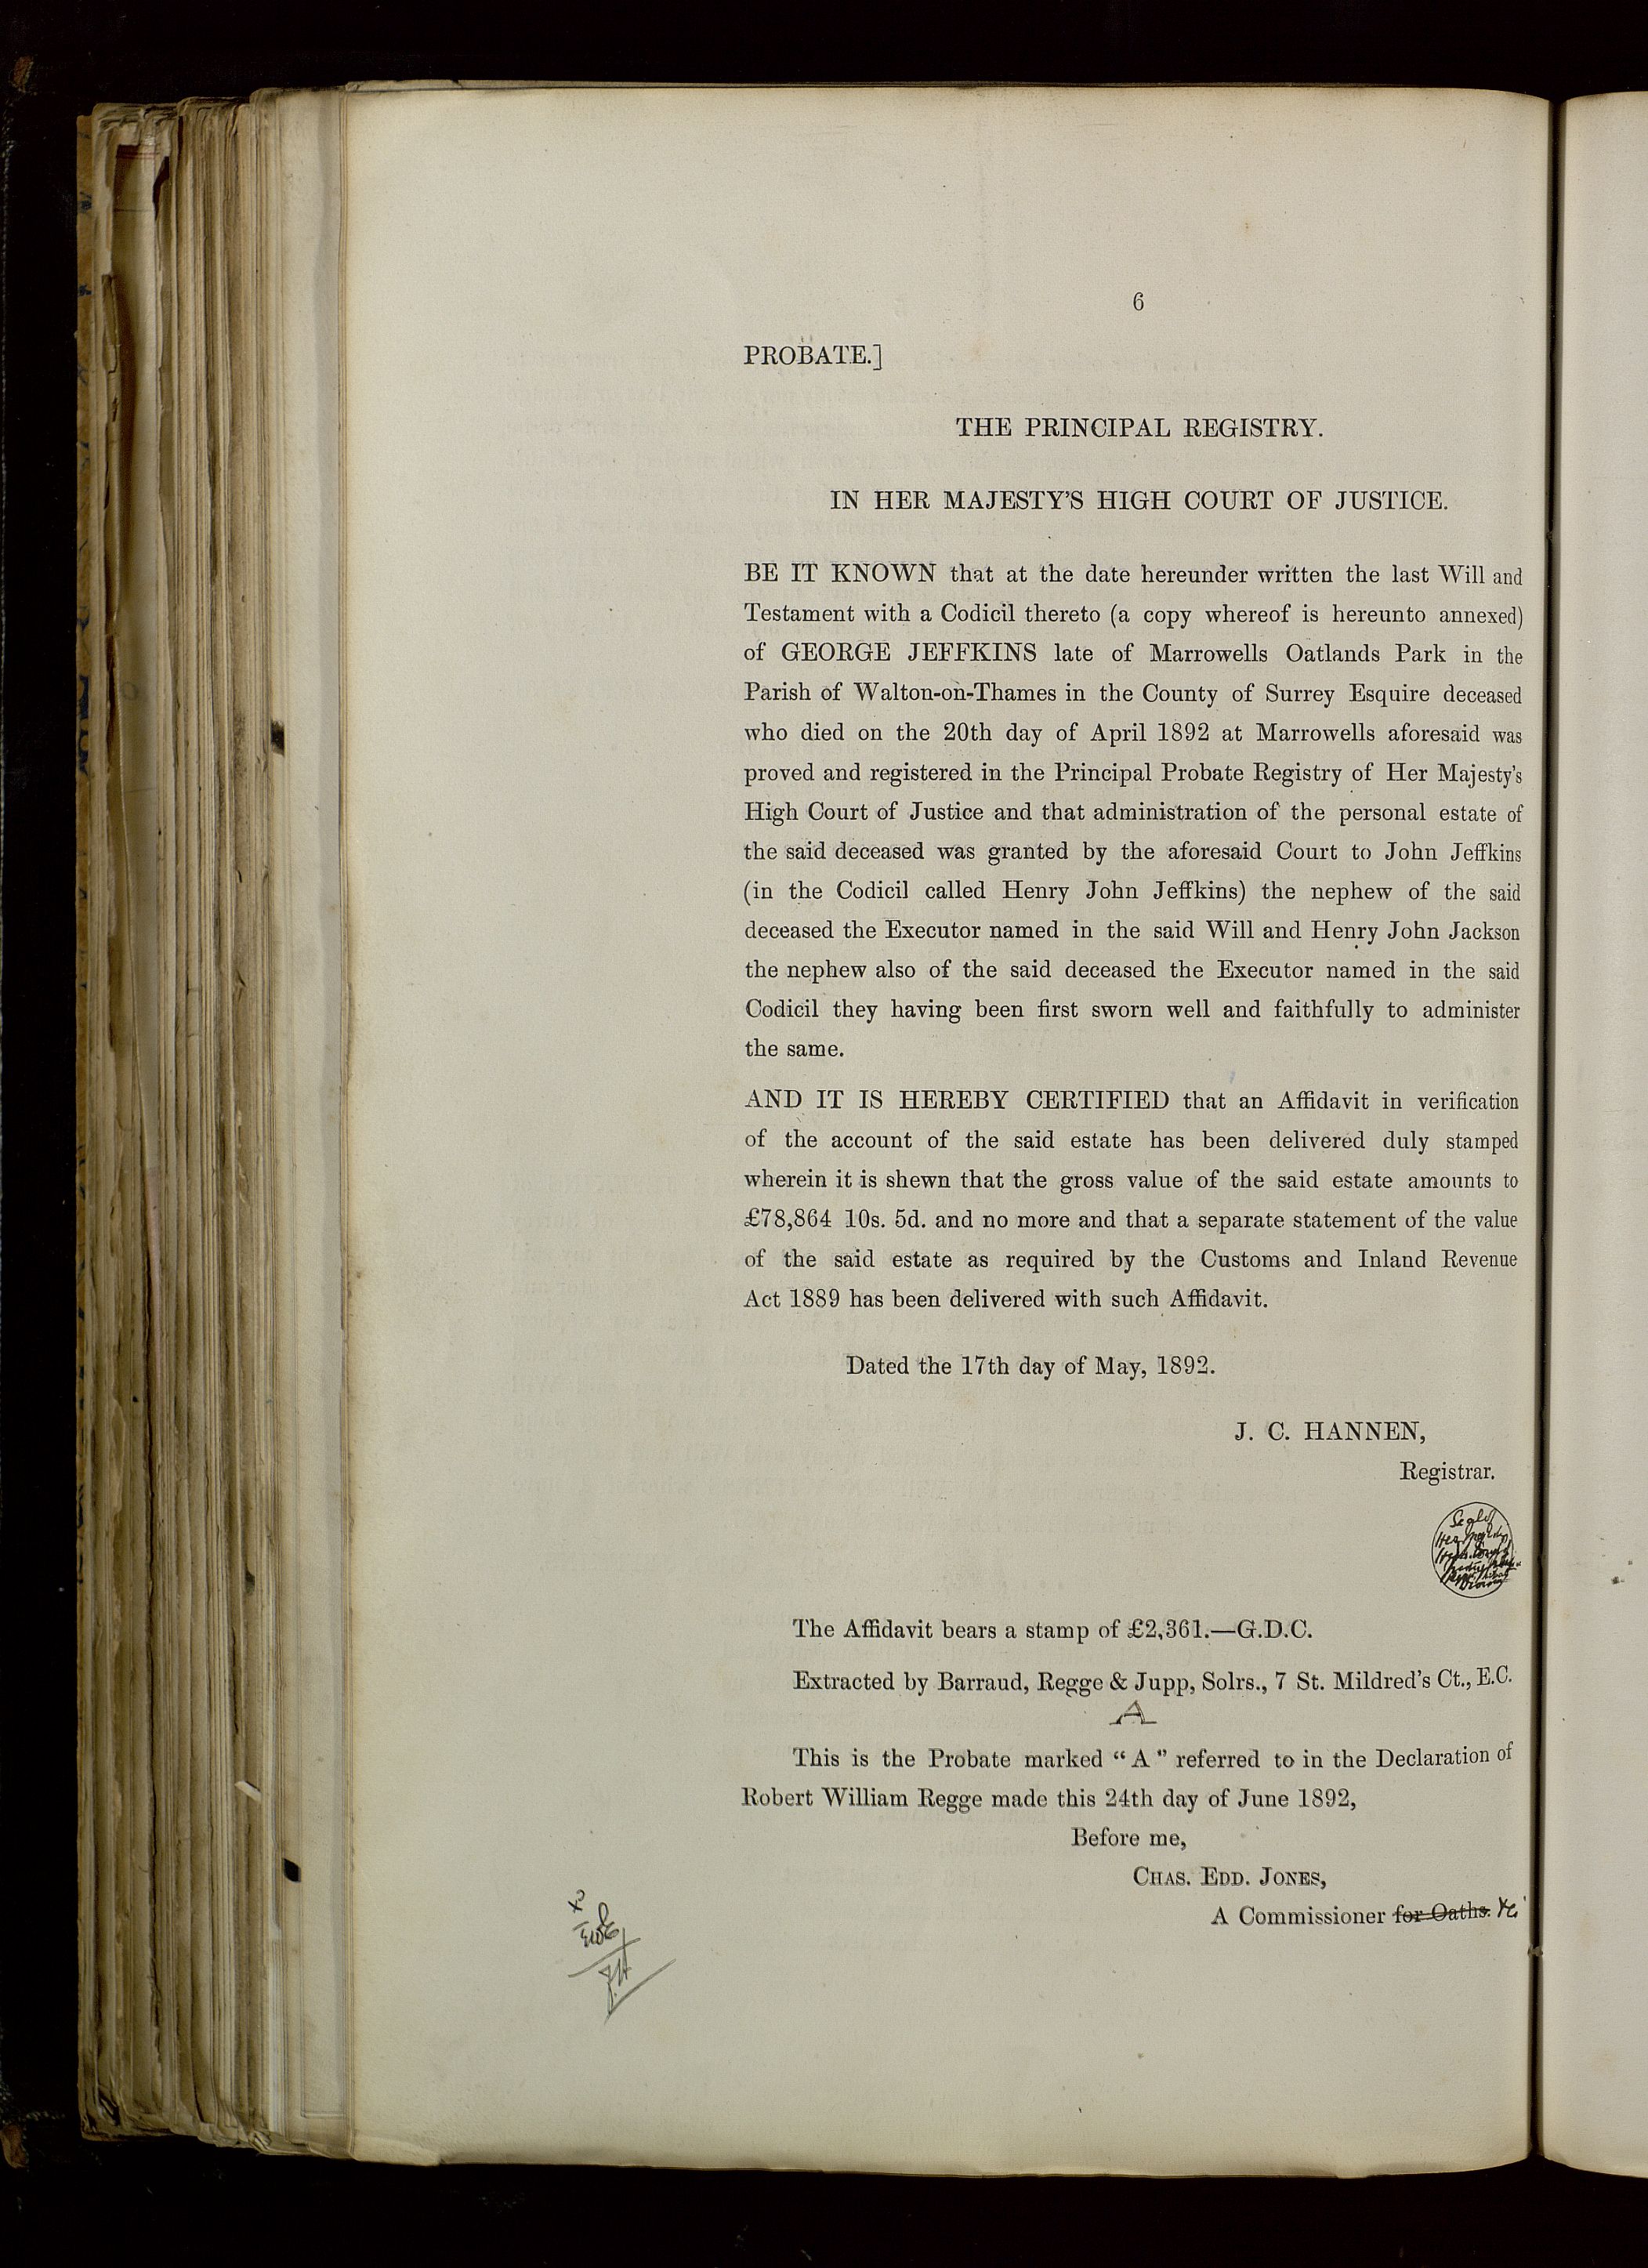 6
PROBATE.]
THE PRINCIPAL REGISTRY.
IN HER MAJESTY'S HIGH COURT OF JUSTICE.
BE IT KNOWN that at the date hereunder written the last Will and
Testament with a Codicil thereto (a copy whereof is hereunto annexed)
of GEORGE JEFFKINS late of Marrowells Oatlands Park in the
Parish of Walton-on-Thames in the County of Surrey Esquire deceased
who died on the 20th day of April 1892 at Marrowells aforesaid was
proved and registered in the Principal Probate Registry of Her Majesty's
High Court of Justice and that administration of the personal estate of
the said deceased was granted by the aforesaid Court to John Jeffkins
(in the Codicil called Henry John Jeffkins) the nephew of the said
deceased the Executor named in the said Will and Henry John Jackson
the nephew also of the said deceased the Executor named in the said
Codicil they having been first sworn well and faithfully to administer
the same.
AND IT IS HEREBY CERTIFIED that an Affidavit in verification
of the account of the said estate has been delivered duly stamped
wherein it is shewn that the gross value of the said estate amounts to
£78,864 10s. 5d. and no more and that a separate statement of the value
of the said estate as required by the Customs and Inland Revenue
Act 1889 has been delivered with such Affidavit.
Dated the 17th day of May, 1892.
J. C. HANNEN,
Registrar.
Seal of
Her Majesty's
The Affidavit bears a stamp of £2,361.—G.D.C.
Extracted by Barraud, Regge & Jupp, Solrs., 7 St. Mildred's Ct., E.C.
A
This is the Probate marked "A" referred to in the Declaration of
Robert William Regge made this 24th day of June 1892,
Before me,
CHAS. EDD. JONES,
A Commissioner for Oaths. &c